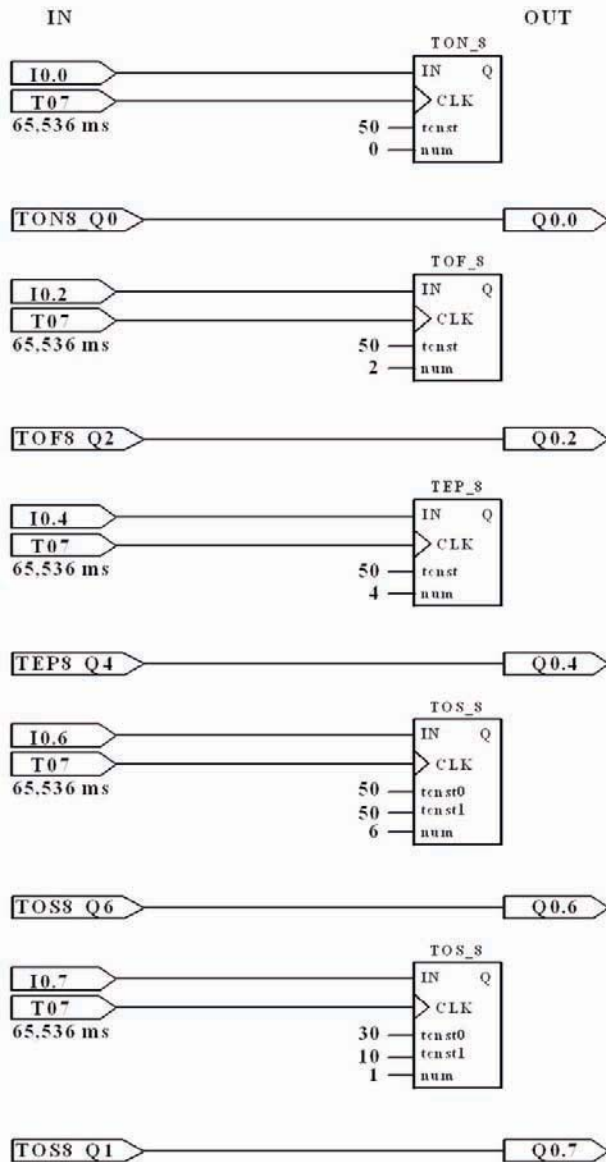 IN OUT
TON_8
I0.0 IN Q
T07 CLK
65,536 ms
50 tcnst
0 num
TON8_Q0 Q0.0
TOF_8
I0.2 IN Q
T07 CLK
65,536 ms
50 tcnst
2 num
TOF8_Q2 Q0.2
TEP_8
I0.4 IN Q
T07 CLK
65,536 ms
50 tcnst
4 num
TEP8_Q4 Q0.4
TOS_8
I0.6 IN Q
T07 CLK
65,536 ms
50 tcnst0
50 tcnst1
6 num
TOS8_Q6 Q0.6
TOS_8
I0.7 IN Q
T07 CLK
65,536 ms
30 tcnst0
10 tcnst1
1 num
TOS8_Q1 Q0.7